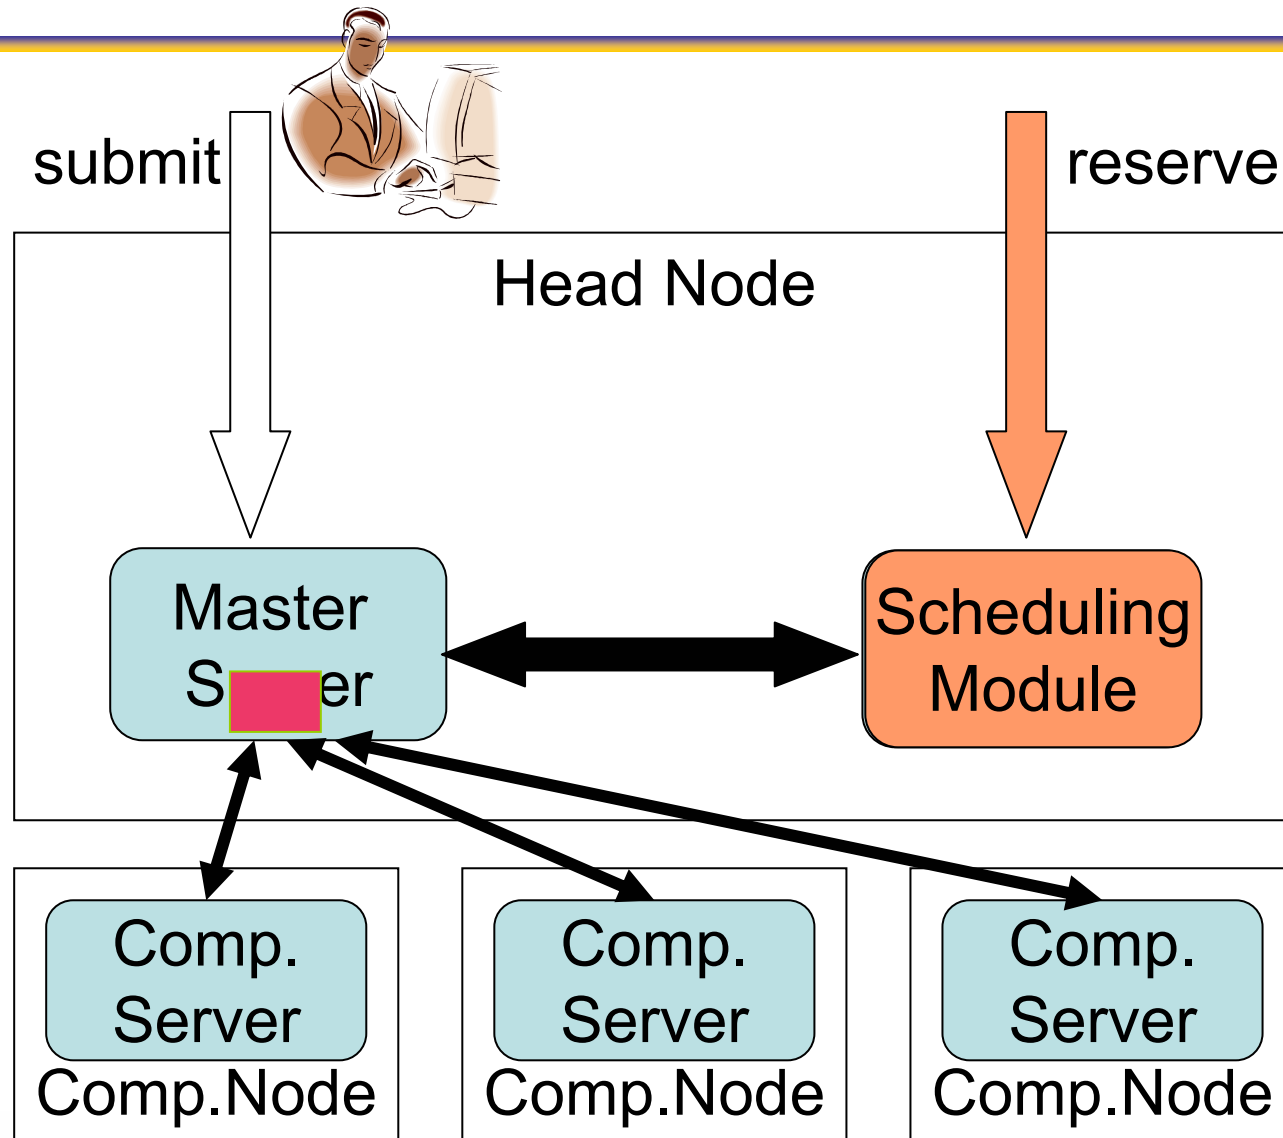 submit
reserve
Head Node
Master
Scheduling
Module
Comp.
Server
Comp.Node
Comp.
Server
Comp.Node
Comp.
Server
Comp.Node